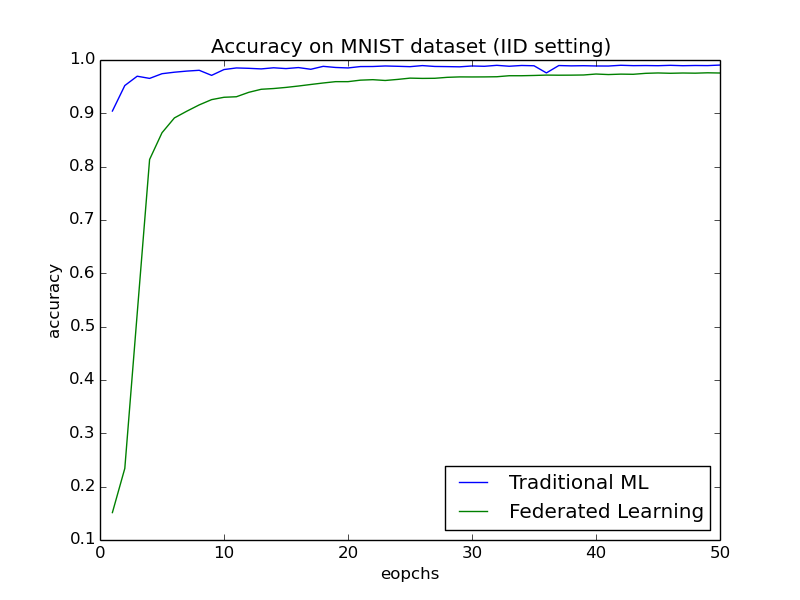 Accuracy on MNIST dataset (IID setting)
1.0
0.9
0.8
0.7
0.6
0.5
0.4
0.3
0.2
0.1
accuracy
Traditional ML
Federated Learning
0 10 20 30 40 50
eopchs